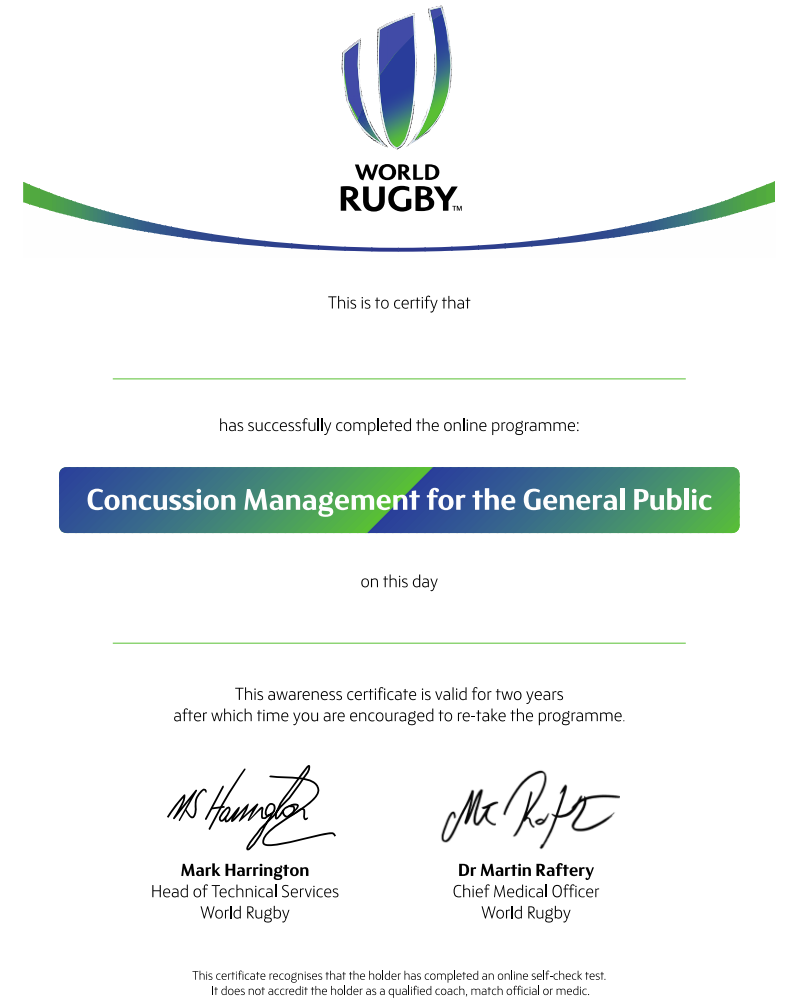 WORLD
RUGBY™
This is to certify that
has successfully completed the online programme:
Concussion Management for the General Public
on this day
This awareness certificate is valid for two years
after which time you are encouraged to re-take the programme.
MS Harrington
Mark Harrington
Head of Technical Services
World Rugby
Dr Martin Raftery
Chief Medical Officer
World Rugby
This certificate recognises that the holder has completed an online self-check test.
It does not accredit the holder as a qualified coach, match official or medic.